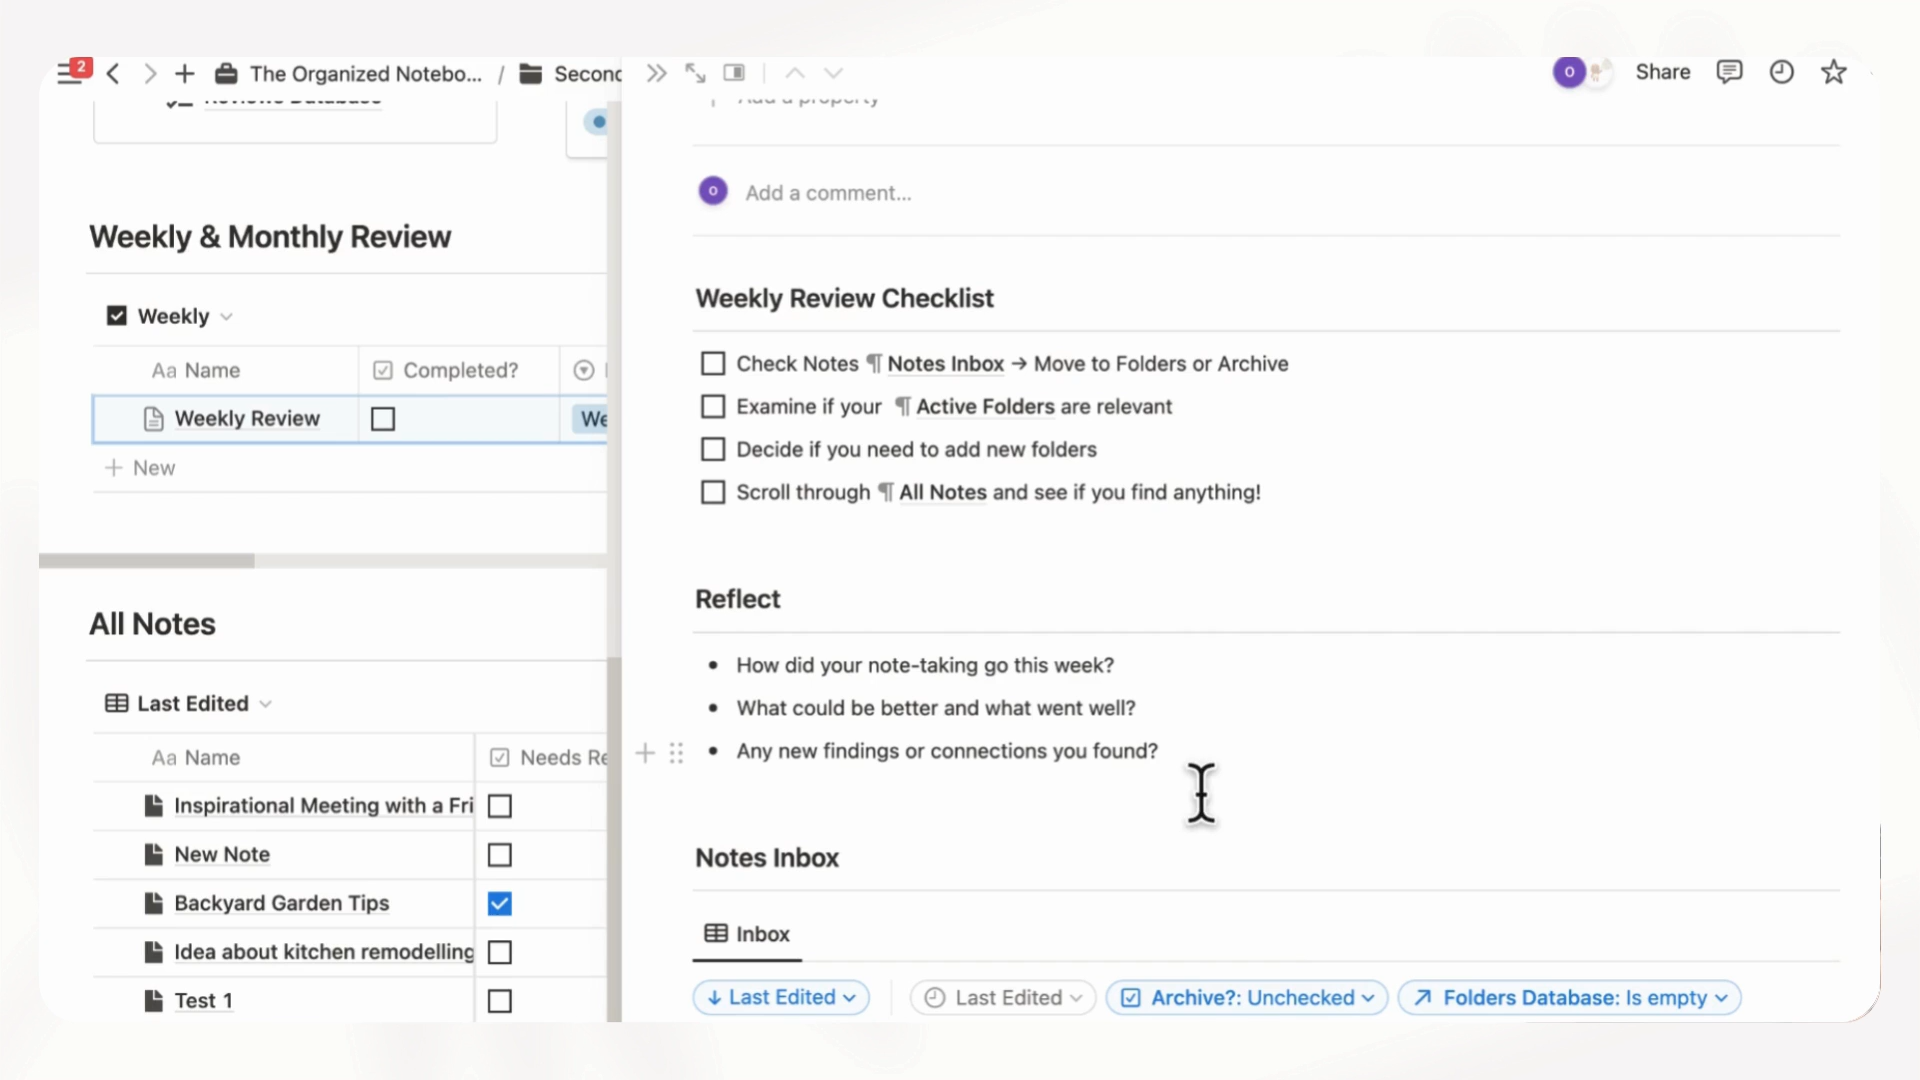 2
The Organized Notebo... / Second
Share
Reviews Database
Add a property
O
O Add a comment...
Weekly & Monthly Review
Weekly
Aa Name Completed?
Weekly Review We
+ New
All Notes
Last Edited
Aa Name Needs Re
Inspirational Meeting with a Fri
New Note
Backyard Garden Tips
Idea about kitchen remodelling
Test 1
Weekly Review Checklist
Check Notes ¶ Notes Inbox → Move to Folders or Archive
Examine if your ¶ Active Folders are relevant
Decide if you need to add new folders
Scroll through ¶ All Notes and see if you find anything!
Reflect
• How did your note-taking go this week?
• What could be better and what went well?
• Any new findings or connections you found?
Notes Inbox
Inbox
↓ Last Edited Last Edited Archive?: Unchecked ↗ Folders Database: Is empty